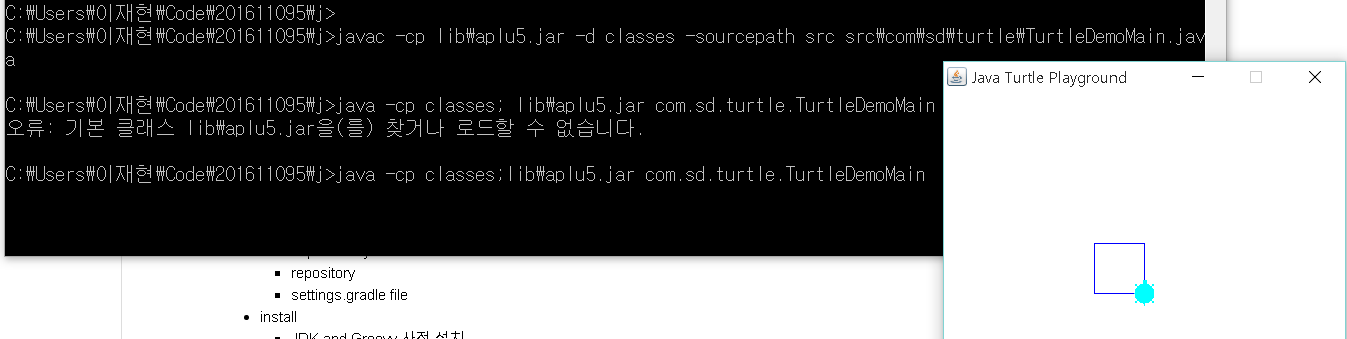 C:₩Users₩이재현₩Code₩201611095₩j>
C:₩Users₩이재현₩Code₩201611095₩j>javac -cp lib₩aplu5.jar -d classes -sourcepath src src₩com₩sd₩turtle₩TurtleDemoMain.jav
a
C:₩Users₩이재현₩Code₩201611095₩j>java -cp classes; lib₩aplu5.jar com.sd.turtle.TurtleDemoMain
오류: 기본 클래스 lib₩aplu5.jar을(를) 찾거나 로드할 수 없습니다.
C:₩Users₩이재현₩Code₩201611095₩j>java -cp classes;lib₩aplu5.jar com.sd.turtle.TurtleDemoMain
Java Turtle Playground
repository
settings.gradle file
install
JDK and Groovy 사전 설치